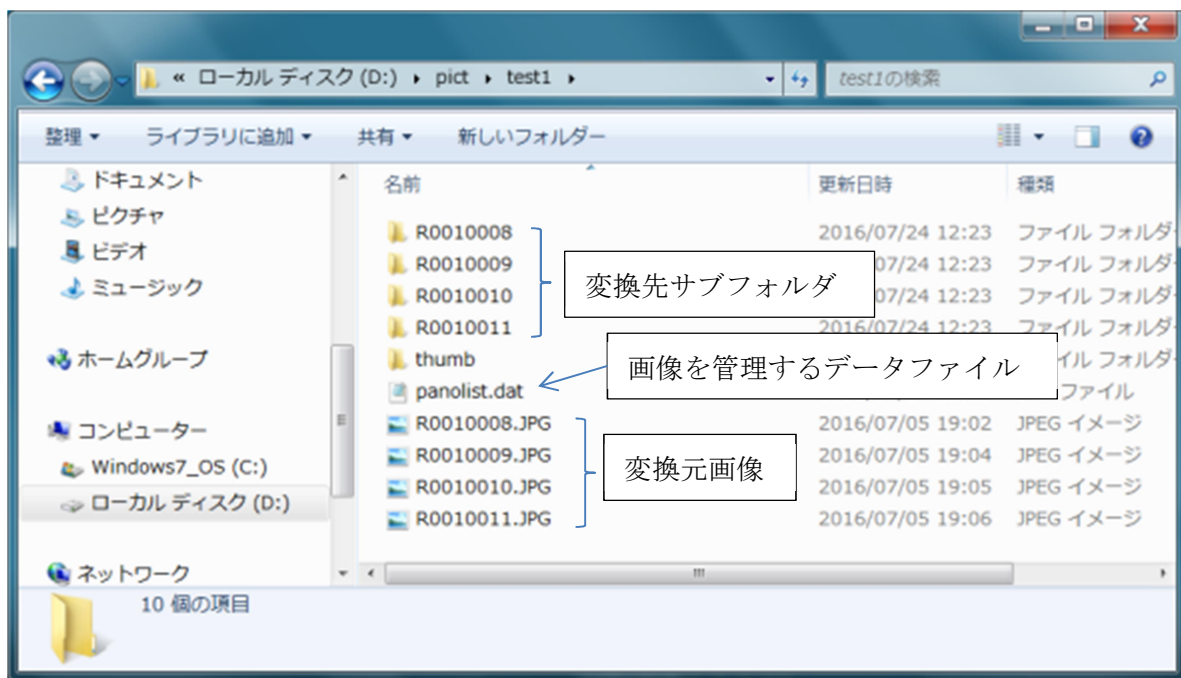 « ローカル ディスク (D:) ▸ pict ▸ test1 ▸
test1の検索
整理 ライブラリに追加 共有 新しいフォルダー
ドキュメント
ピクチャ
ビデオ
ミュージック
ホームグループ
コンピューター
Windows7_OS (C:)
ローカル ディスク (D:)
ネットワーク
名前 更新日時 種類
R0010008 2016/07/24 12:23 ファイル フォルダ
R0010009 07/24 12:23 ファイル フォルダ
R0010010 07/24 12:23 ファイル フォルダ
R0010011 2016/07/24 12:23 ファイル フォルダ
変換先サブフォルダ
thumb イル フォルダ
panolist.dat ファイル
画像を管理するデータファイル
R0010008.JPG 2016/07/05 19:02 JPEG イメージ
R0010009.JPG 2016/07/05 19:04 JPEG イメージ
R0010010.JPG 2016/07/05 19:05 JPEG イメージ
R0010011.JPG 2016/07/05 19:06 JPEG イメージ
変換元画像
10 個の項目